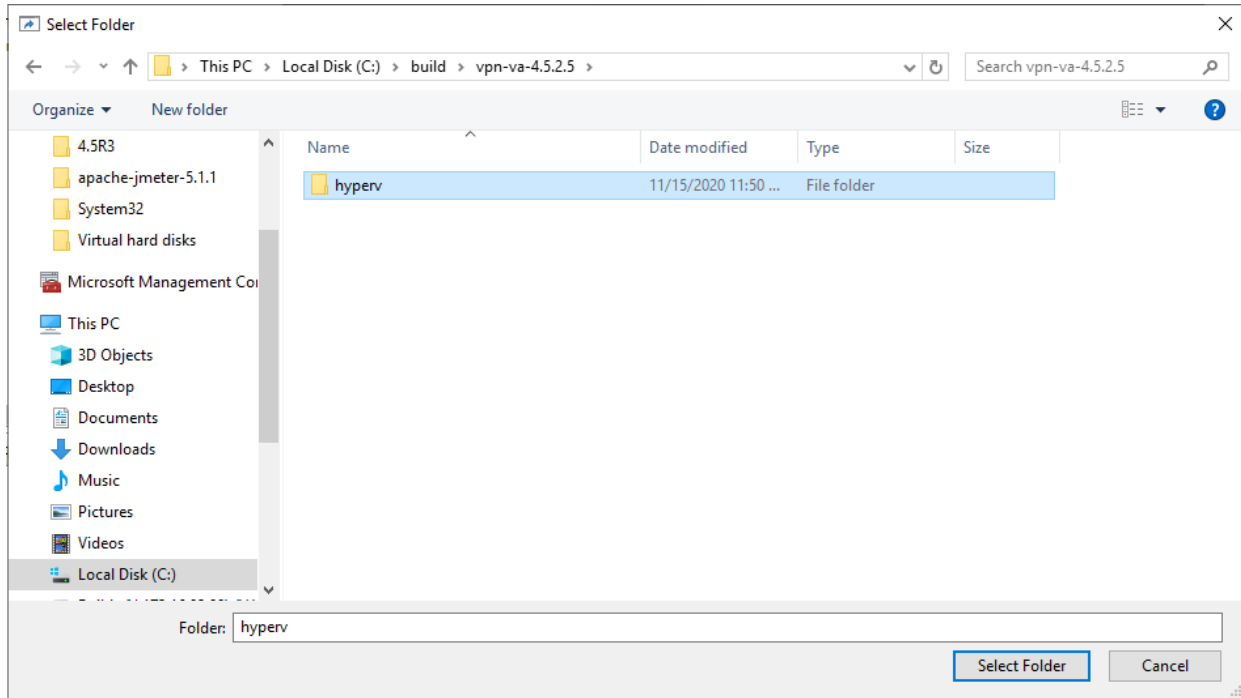 Select Folder
This PC > Local Disk (C:) > build > vpn-va-4.5.2.5 >
Search vpn-va-4.5.2.5
Organize
New folder
?
4.5R3
apache-jmeter-5.1.1
System32
Virtual hard disks
Microsoft Management Co
This PC
3D Objects
Desktop
Documents
Downloads
Music
Pictures
Videos
Local Disk (C:)
Name Date modified Type Size
hyperv 11/15/2020 11:50 ... File folder
Folder: hyperv
Select Folder Cancel